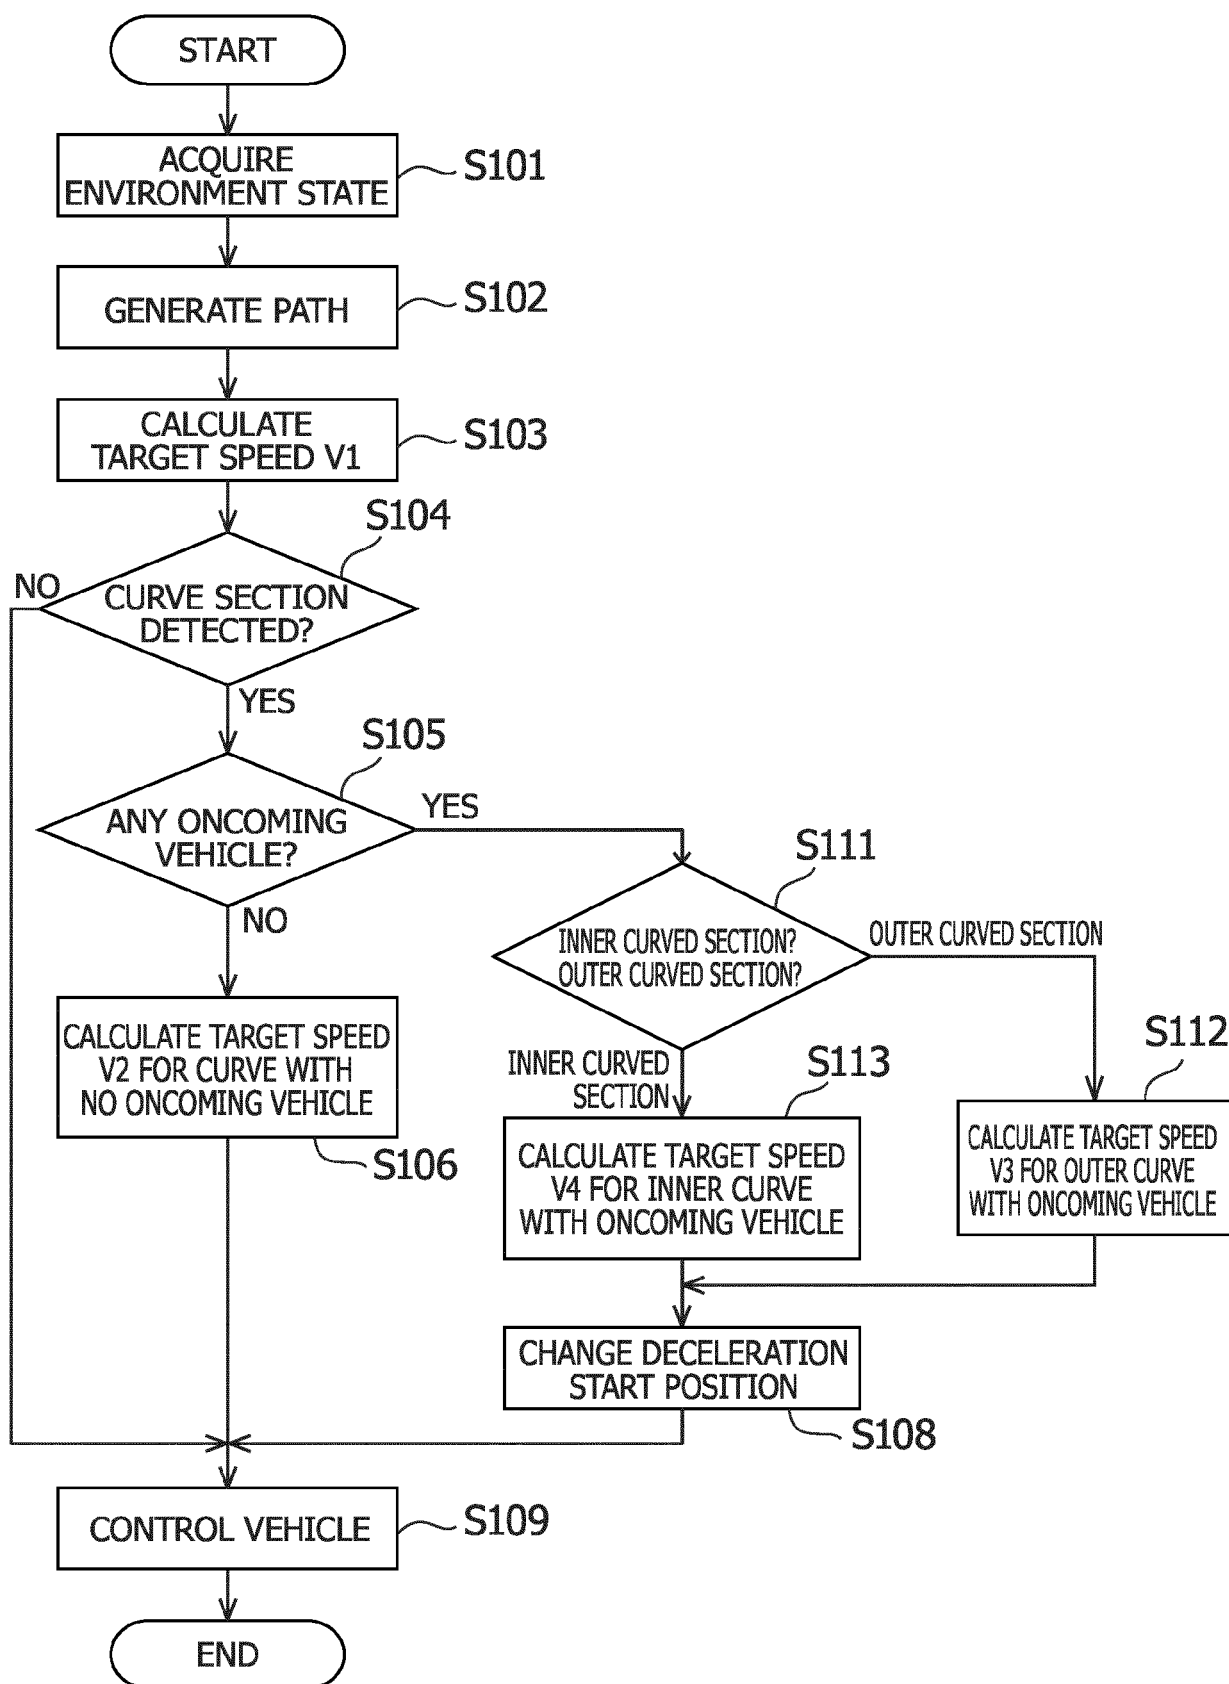 START
ACQUIRE
ENVIRONMENT STATE
S101
GENERATE PATH
S102
CALCULATE
TARGET SPEED V1
S103
S104
NO
CURVE SECTION
DETECTED?
YES
S105
ANY ONCOMING
VEHICLE?
YES
NO
S111
INNER CURVED SECTION?
OUTER CURVED SECTION?
OUTER CURVED SECTION
CALCULATE TARGET SPEED
V2 FOR CURVE WITH
NO ONCOMING VEHICLE
S106
INNER CURVED
SECTION
S113
CALCULATE TARGET SPEED
V4 FOR INNER CURVE
WITH ONCOMING VEHICLE
S112
CALCULATE TARGET SPEED
V3 FOR OUTER CURVE
WITH ONCOMING VEHICLE
CHANGE DECELERATION
START POSITION
S108
CONTROL VEHICLE
S109
END